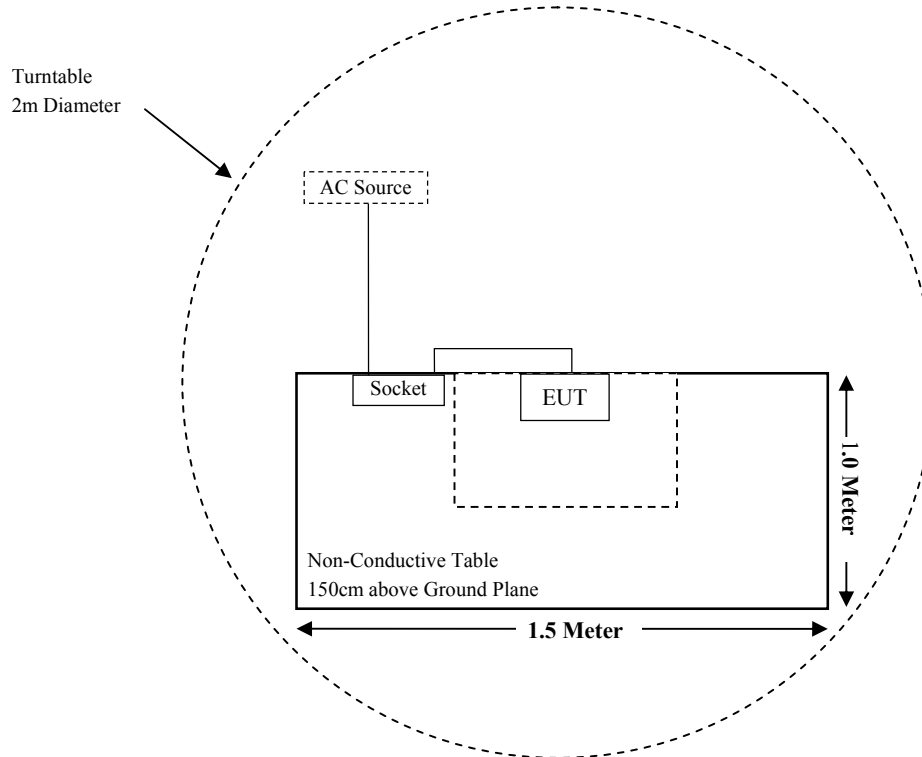 Turntable
2m Diameter
AC Source
Socket
EUT
1.0 Meter
Non-Conductive Table
150cm above Ground Plane
1.5 Meter